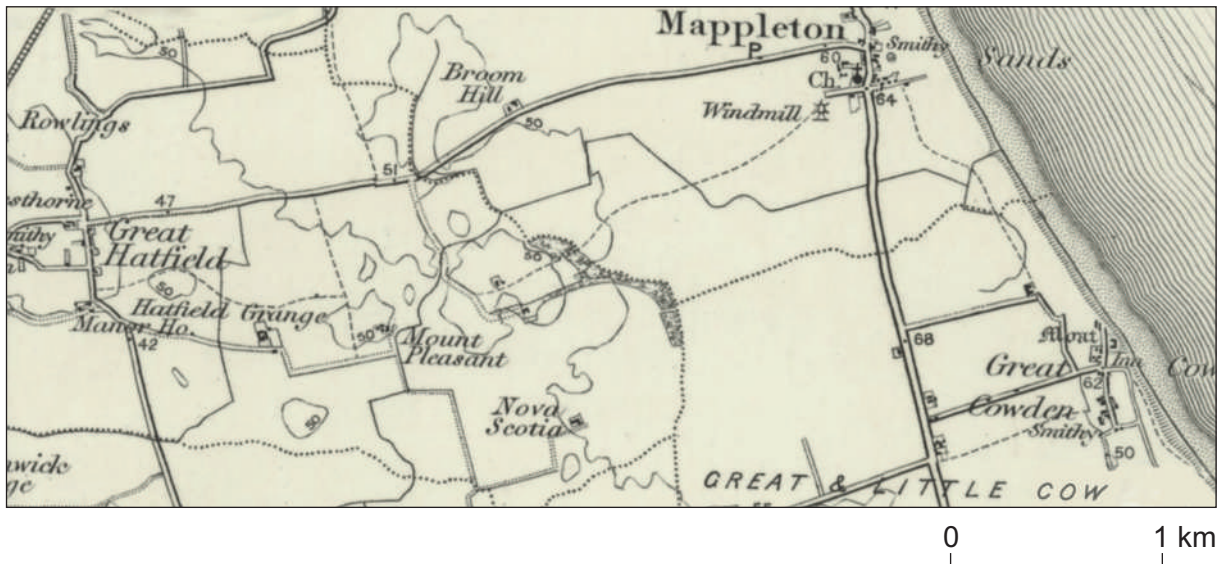 Mappleton
Smithy
Sands
50
Broom
Hill
P
60
Ch.
64
Windmill
50
Rowlings
51
47
Great
Hatfield
50
50
Hatfield Grange
Manor Ho.
42
50
Mount
Pleasant
68
Moat
Great
Inn
62
Cowden
Smithy
50
Nova
Scotia
50
GREAT & LITTLE COW
0 1 km